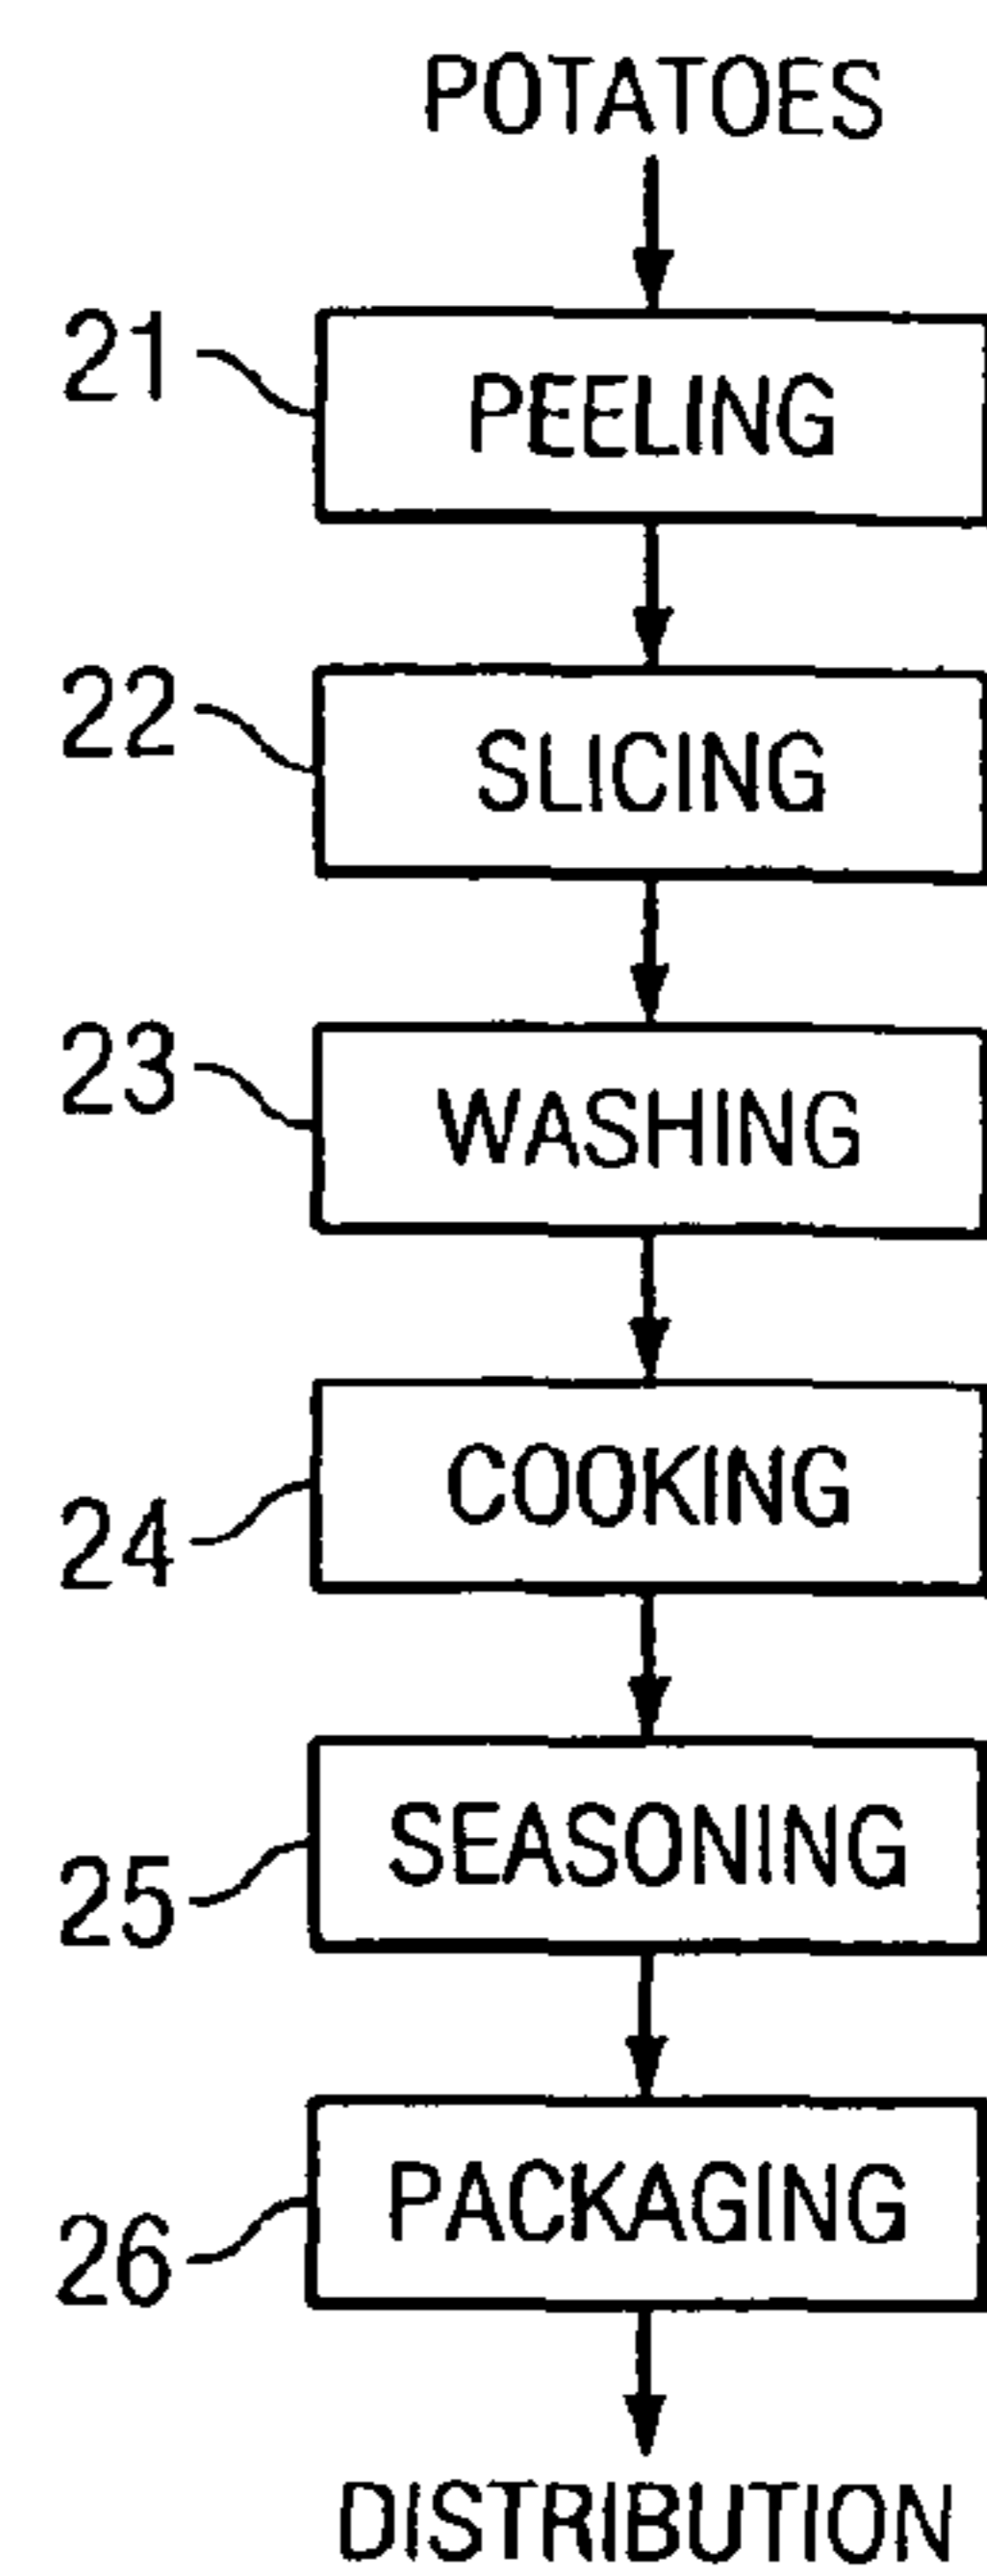 POTATOES
21 PEELING
22 SLICING
23 WASHING
24 COOKING
25 SEASONING
26 PACKAGING
DISTRIBUTION